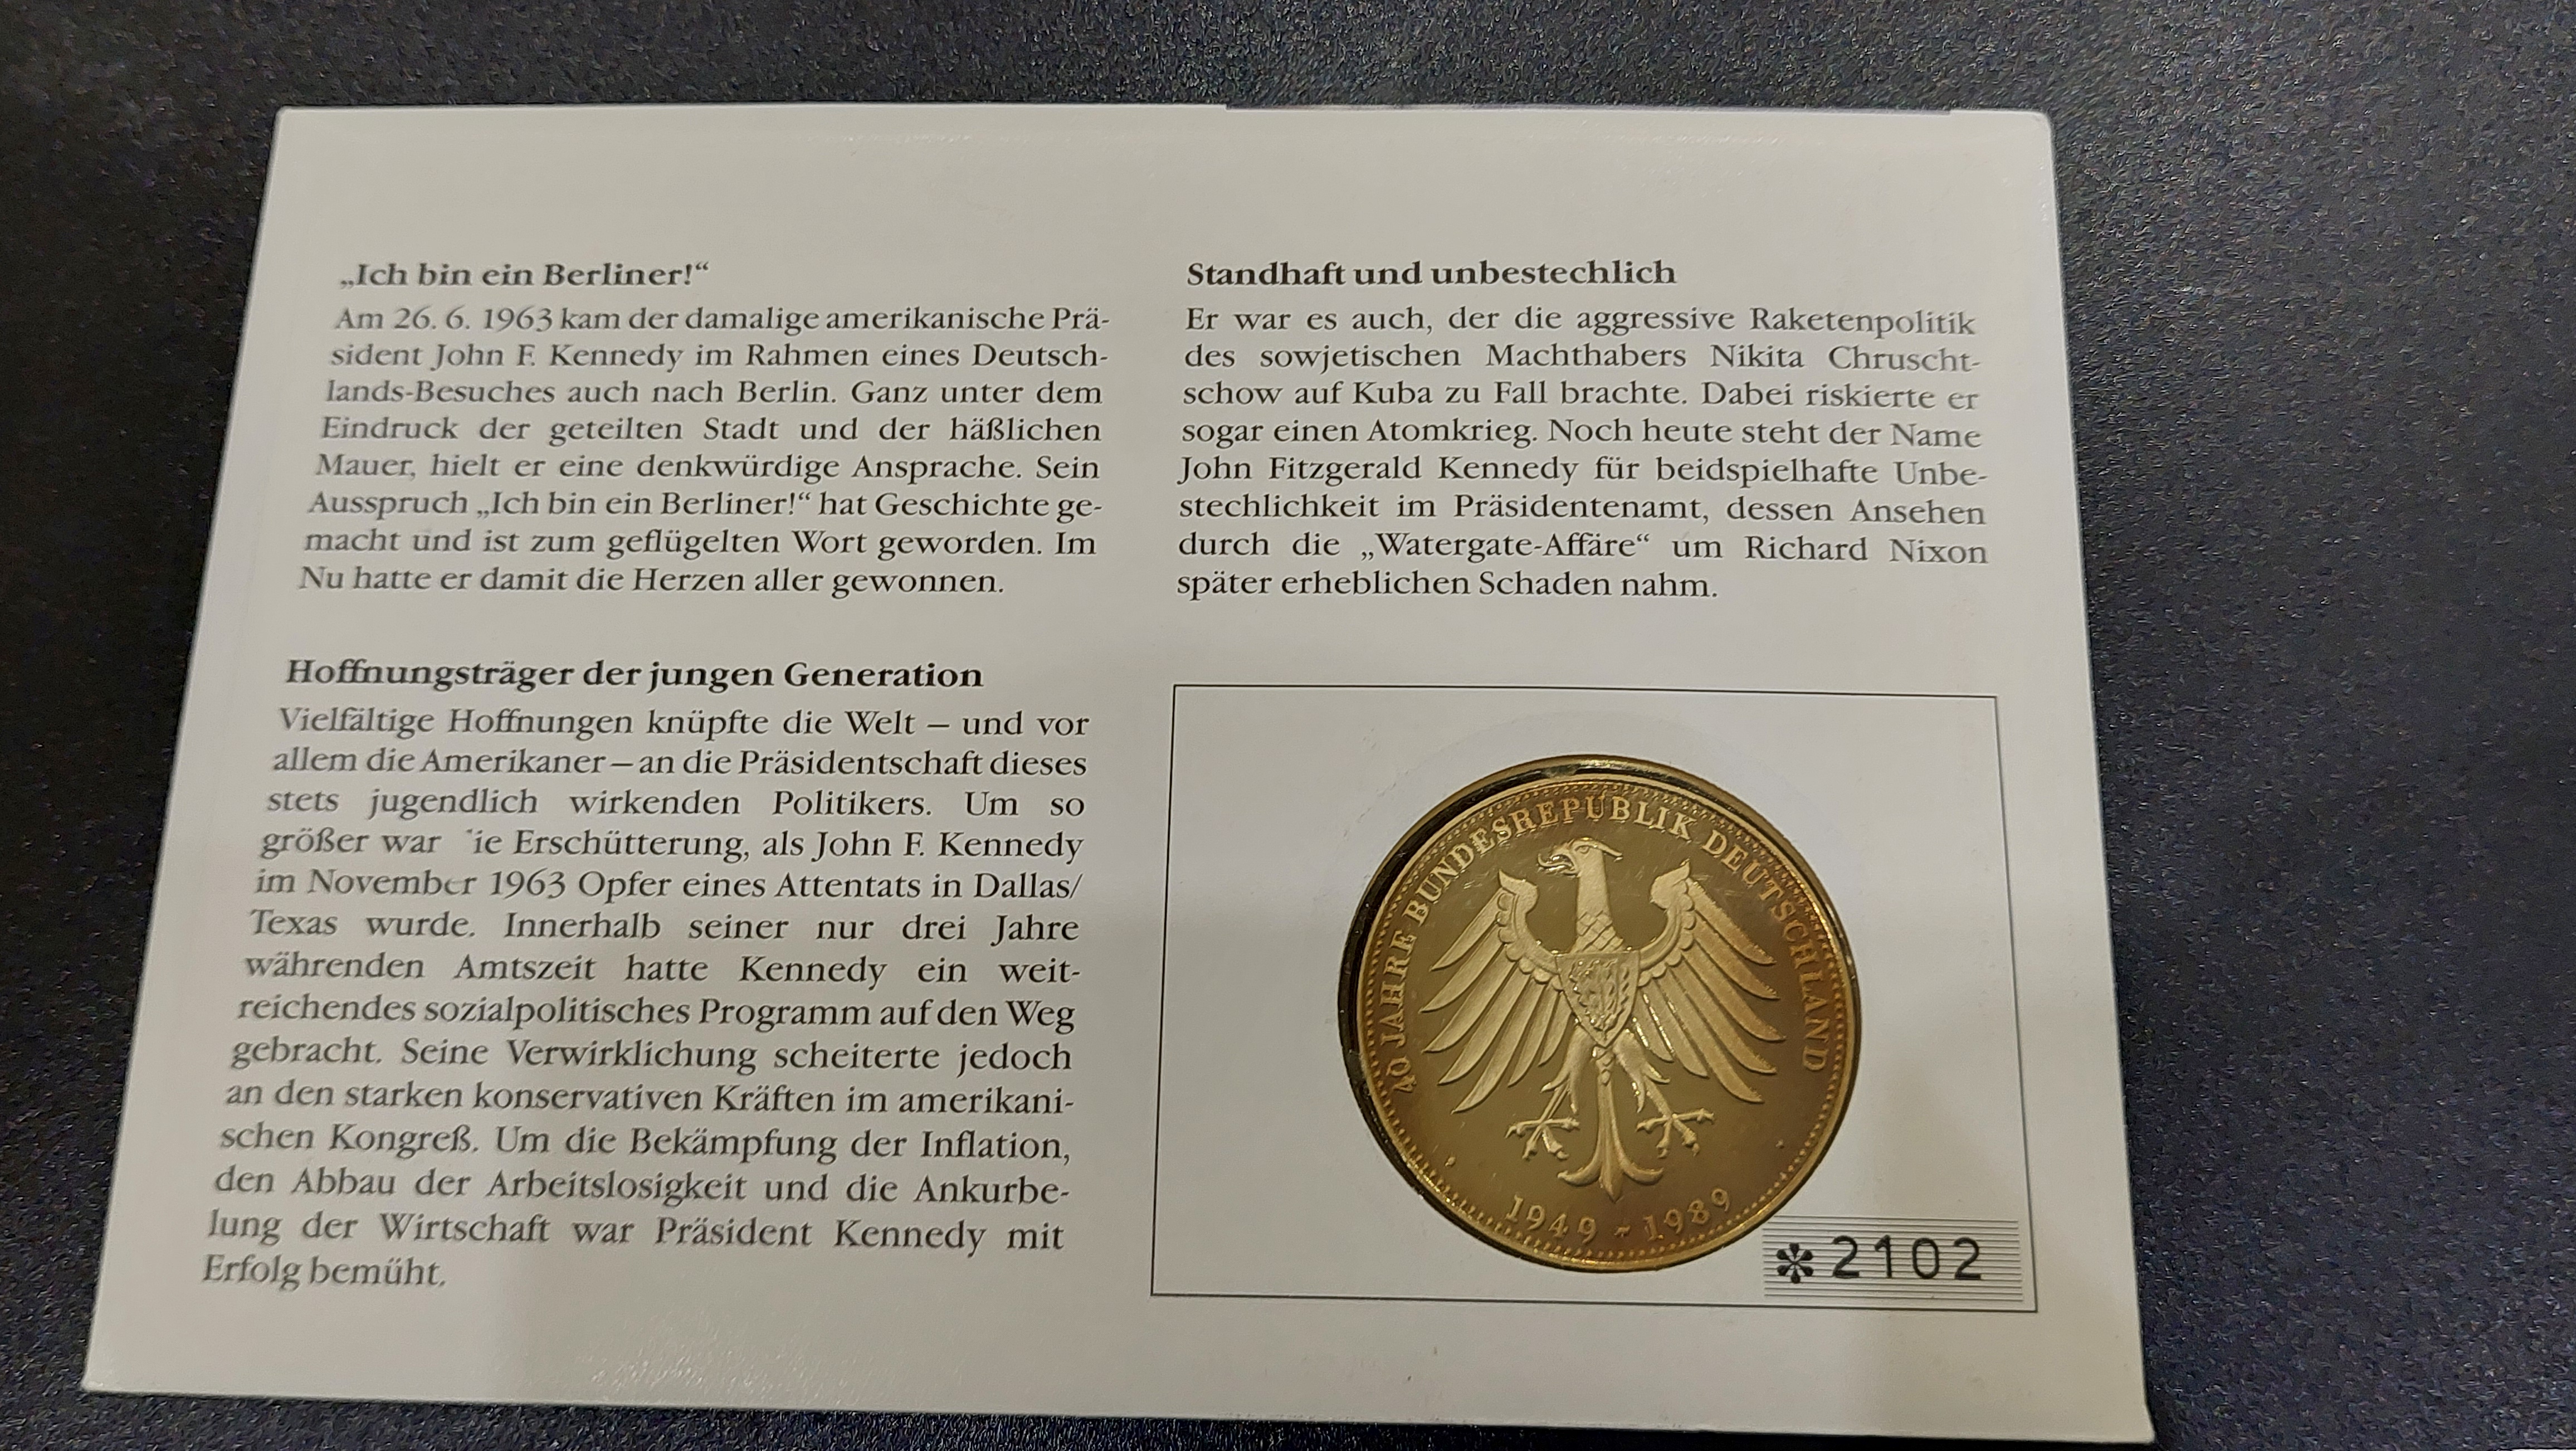 „Ich bin ein Berliner!“
Am 26. 6. 1963 kam der damalige amerikanische Prä-
sident John F. Kennedy im Rahmen eines Deutsch-
lands-Besuches auch nach Berlin. Ganz unter dem
Eindruck der geteilten Stadt und der häßlichen
Mauer, hielt er eine denkwürdige Ansprache. Sein
Ausspruch „Ich bin ein Berliner!“ hat Geschichte ge-
macht und ist zum geflügelten Wort geworden. Im
Nu hatte er damit die Herzen aller gewonnen.
Hoffnungsträger der jungen Generation
Vielfältige Hoffnungen knüpfte die Welt – und vor
allem die Amerikaner – an die Präsidentschaft dieses
stets jugendlich wirkenden Politikers. Um so
größer war ie Erschütterung, als John F. Kennedy
im November 1963 Opfer eines Attentats in Dallas/
Texas wurde. Innerhalb seiner nur drei Jahre
währenden Amtszeit hatte Kennedy ein weit-
reichendes sozialpolitisches Programm auf den Weg
gebracht. Seine Verwirklichung scheiterte jedoch
an den starken konservativen Kräften im amerikani-
schen Kongreß. Um die Bekämpfung der Inflation,
den Abbau der Arbeitslosigkeit und die Ankurbe-
lung der Wirtschaft war Präsident Kennedy mit
Erfolg bemüht.
Standhaft und unbestechlich
Er war es auch, der die aggressive Raketenpolitik
des sowjetischen Machthabers Nikita Chruscht-
schow auf Kuba zu Fall brachte. Dabei riskierte er
sogar einen Atomkrieg. Noch heute steht der Name
John Fitzgerald Kennedy für beidspielhafte Unbe-
stechlichkeit im Präsidentenamt, dessen Ansehen
durch die „Watergate-Affäre“ um Richard Nixon
später erheblichen Schaden nahm.
40 JAHRE BUNDESREPUBLIK DEUTSCHLAND
1949 - 1989
*2102